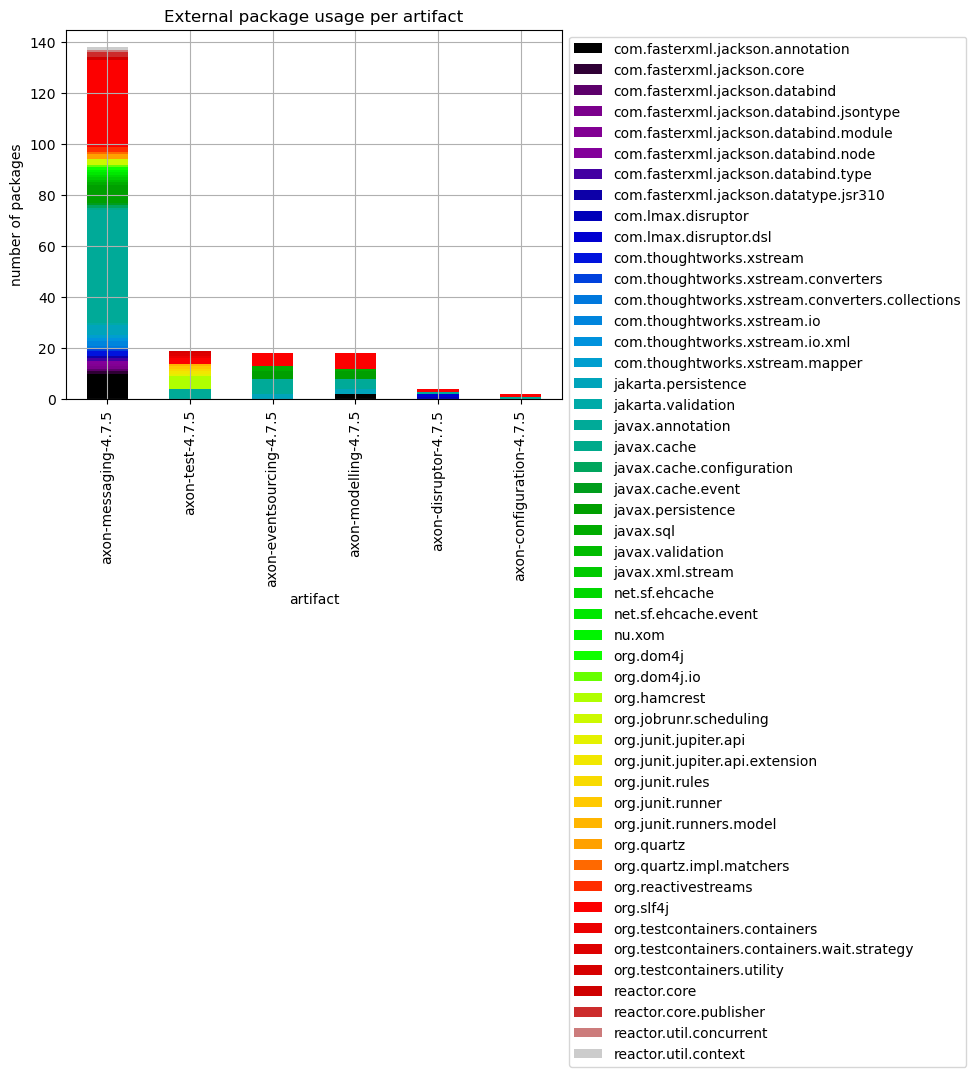 External package usage per artifact
number of packages
140
120
100
80
60
40
20
0
axon-messaging-4.7.5
axon-test-4.7.5
axon-eventsourcing-4.7.5
axon-modelling-4.7.5
axon-disruptor-4.7.5
axon-configuration-4.7.5
artifact
com.fasterxml.jackson.annotation
com.fasterxml.jackson.core
com.fasterxml.jackson.databind
com.fasterxml.jackson.databind.jsontype
com.fasterxml.jackson.databind.module
com.fasterxml.jackson.databind.node
com.fasterxml.jackson.databind.type
com.fasterxml.jackson.datatype.jsr310
com.lmax.disruptor
com.lmax.disruptor.dsl
com.thoughtworks.xstream
com.thoughtworks.xstream.converters
com.thoughtworks.xstream.converters.collections
com.thoughtworks.xstream.io
com.thoughtworks.xstream.io.xml
com.thoughtworks.xstream.mapper
jakarta.persistence
jakarta.validation
javax.annotation
javax.cache
javax.cache.configuration
javax.cache.event
javax.persistence
javax.sql
javax.validation
javax.xml.stream
net.sf.ehcache
net.sf.ehcache.event
nu.xom
org.dom4j
org.dom4j.io
org.hamcrest
org.jobrunr.scheduling
org.junit.jupiter.api
org.junit.jupiter.api.extension
org.junit.rules
org.junit.runner
org.junit.runners.model
org.quartz
org.quartz.impl.matchers
org.reactivestreams
org.slf4j
org.testcontainers.containers
org.testcontainers.containers.wait.strategy
org.testcontainers.utility
reactor.core
reactor.core.publisher
reactor.util.concurrent
reactor.util.context